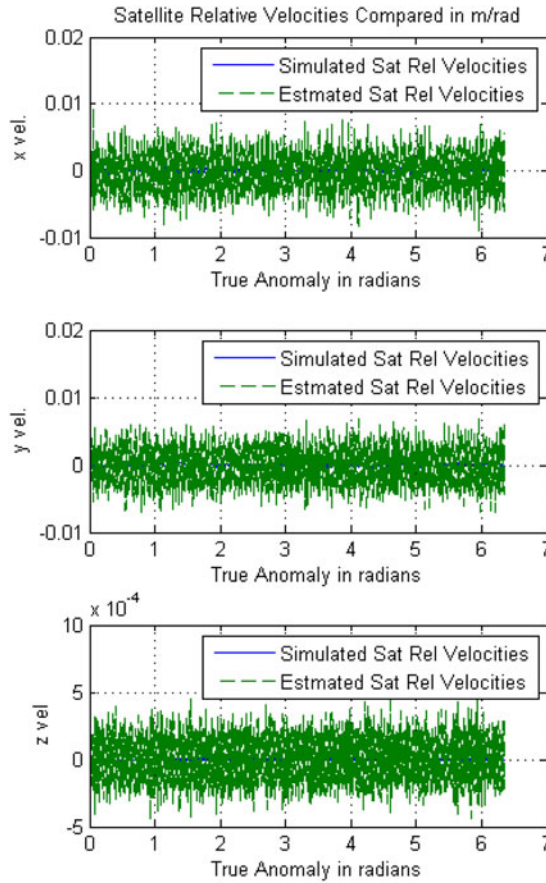 Satellite Relative Velocities Compared in m/rad
0.02
0.01
0
-0.01
x vel.
Simulated Sat Rel Velocities
Estmated Sat Rel Velocities
0 1 2 3 4 5 6 7
True Anomaly in radians
0.02
0.01
0
-0.01
y vel.
Simulated Sat Rel Velocities
Estmated Sat Rel Velocities
0 1 2 3 4 5 6 7
True Anomaly in radians
x 10^-4
10
5
0
-5
z vel
Simulated Sat Rel Velocities
Estmated Sat Rel Velocities
0 1 2 3 4 5 6 7
True Anomaly in radians